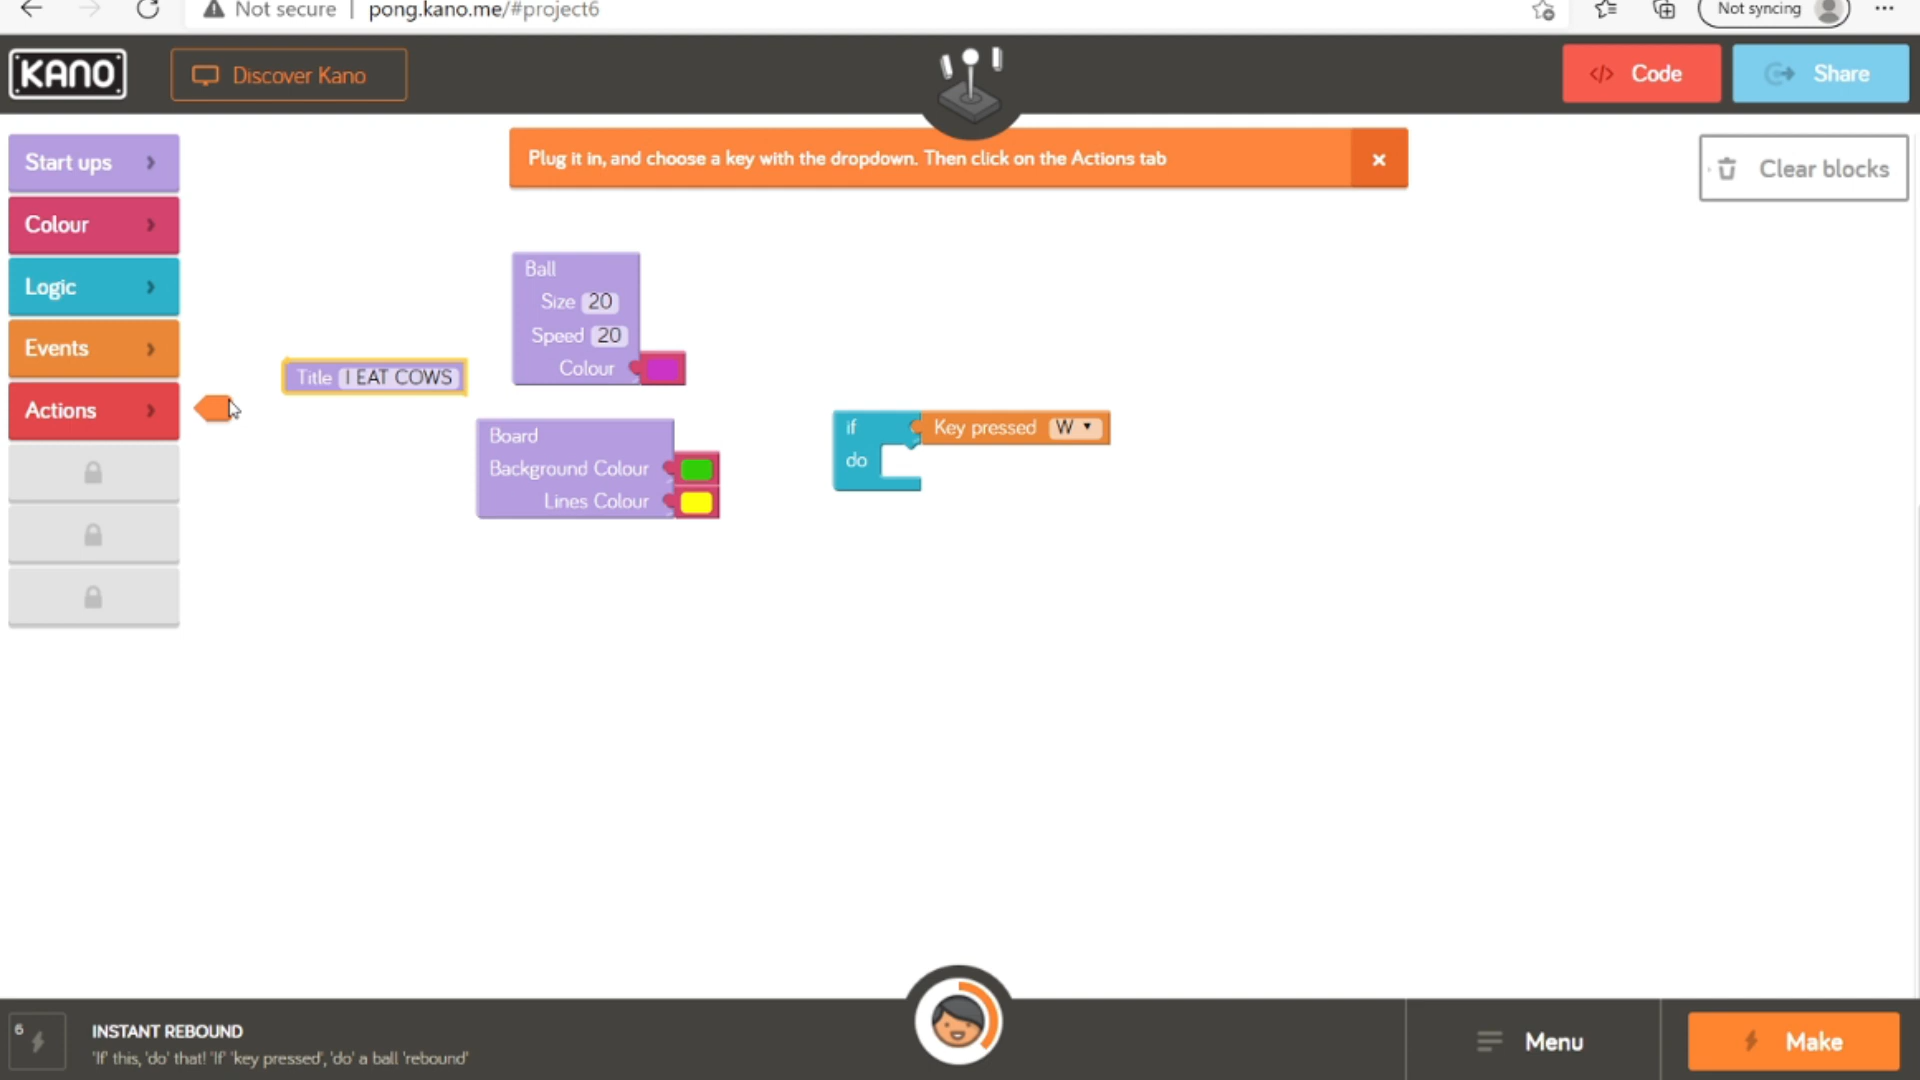 Not syncing
Not secure | pong.kano.me/#project6
KANO
Discover Kano
Code
Share
Start ups
Colour
Logic
Events
Actions
Plug it in, and choose a key with the dropdown. Then click on the Actions tab
Clear blocks
Ball
Size 20
Speed 20
Colour
Title I EAT COWS
Board
Background Colour
Lines Colour
if
Key pressed W
do
6
INSTANT REBOUND
'If' this, 'do' that! 'If' 'key pressed', 'do' a ball 'rebound'
Menu
Make